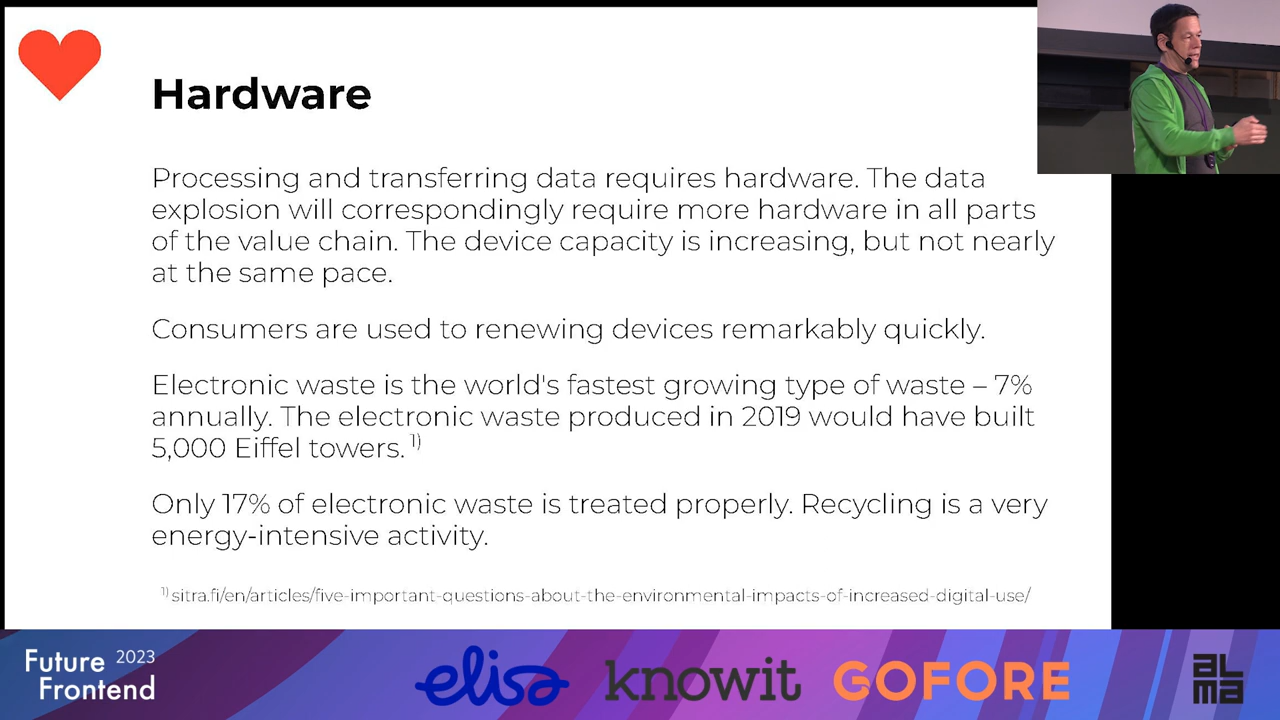 Hardware
Processing and transferring data requires hardware. The data
explosion will correspondingly require more hardware in all parts
of the value chain. The device capacity is increasing, but not nearly
at the same pace.
Consumers are used to renewing devices remarkably quickly.
Electronic waste is the world's fastest growing type of waste – 7%
annually. The electronic waste produced in 2019 would have built
5,000 Eiffel towers. 1)
Only 17% of electronic waste is treated properly. Recycling is a very
energy-intensive activity.
1) sitra.fi/en/articles/five-important-questions-about-the-environmental-impacts-of-increased-digital-use/
Future 2023
Frontend
elisa
knowit
GOFORE
ALMA